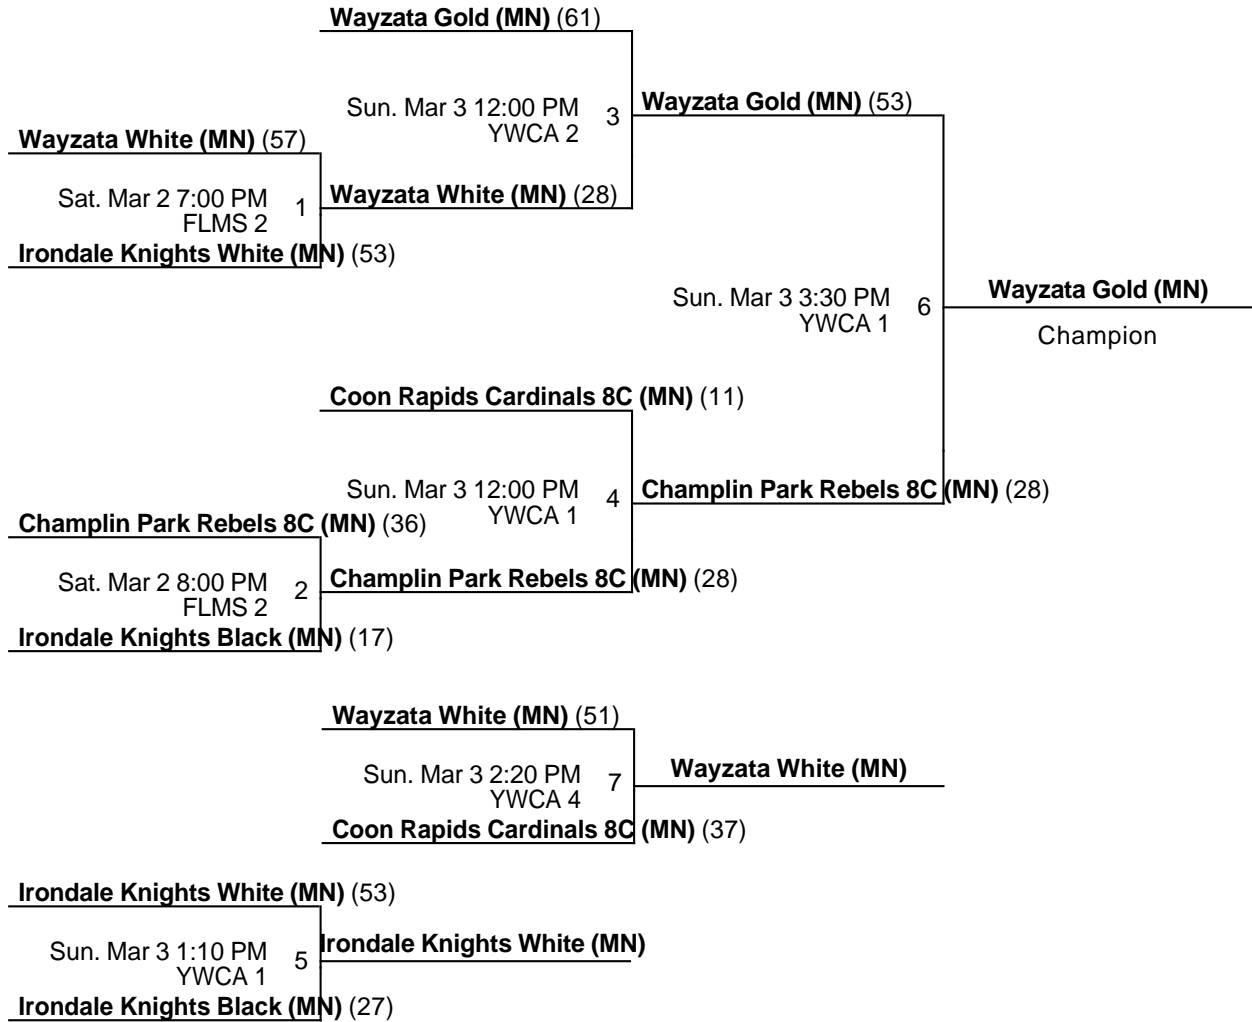 Wayzata Gold (MN) (61)
Sun. Mar 3 12:00 PM
YWCA 2
3
Wayzata Gold (MN) (53)
Wayzata White (MN) (57)
Sat. Mar 2 7:00 PM
FLMS 2
1
Wayzata White (MN) (28)
Irondale Knights White (MN) (53)
Sun. Mar 3 3:30 PM
YWCA 1
6
Wayzata Gold (MN)
Champion
Coon Rapids Cardinals 8C (MN) (11)
Sun. Mar 3 12:00 PM
YWCA 1
4
Champlin Park Rebels 8C (MN) (28)
Champlin Park Rebels 8C (MN) (36)
Sat. Mar 2 8:00 PM
FLMS 2
2
Champlin Park Rebels 8C (MN) (28)
Irondale Knights Black (MN) (17)
Wayzata White (MN) (51)
Sun. Mar 3 2:20 PM
YWCA 4
7
Wayzata White (MN)
Coon Rapids Cardinals 8C (MN) (37)
Irondale Knights White (MN) (53)
Sun. Mar 3 1:10 PM
YWCA 1
5
Irondale Knights White (MN)
Irondale Knights Black (MN) (27)